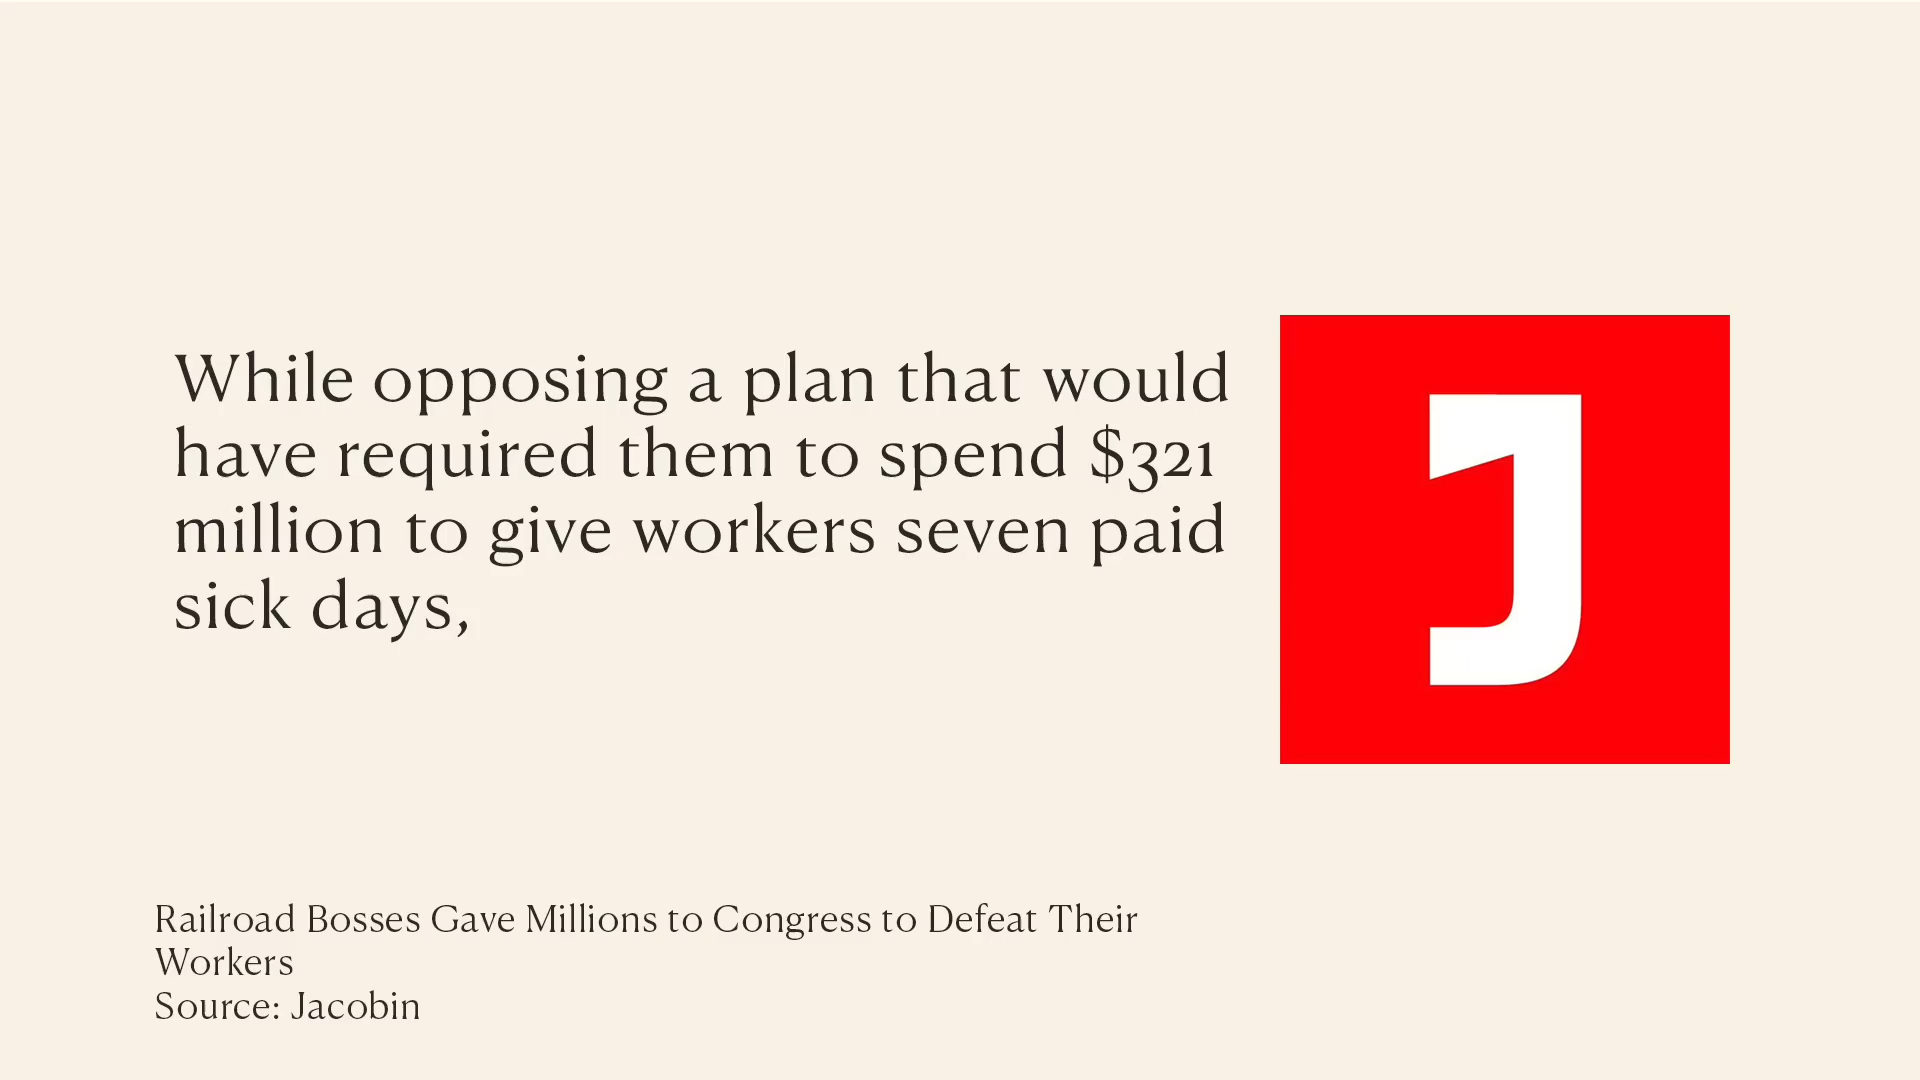 While opposing a plan that would
have required them to spend $321
million to give workers seven paid
sick days,
J
Railroad Bosses Gave Millions to Congress to Defeat Their
Workers
Source: Jacobin